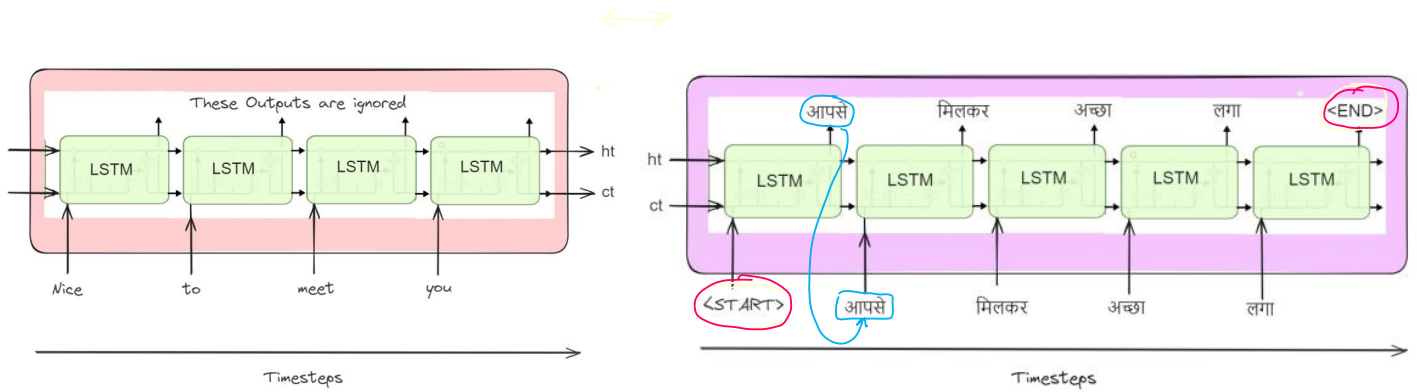 These Outputs are ignored
LSTM LSTM LSTM LSTM
ht
ct
Nice to meet you
Timesteps
आपसे मिलकर अच्छा लगा <END>
ht
ct
LSTM LSTM LSTM LSTM LSTM
<START> आपसे मिलकर अच्छा लगा
Timesteps